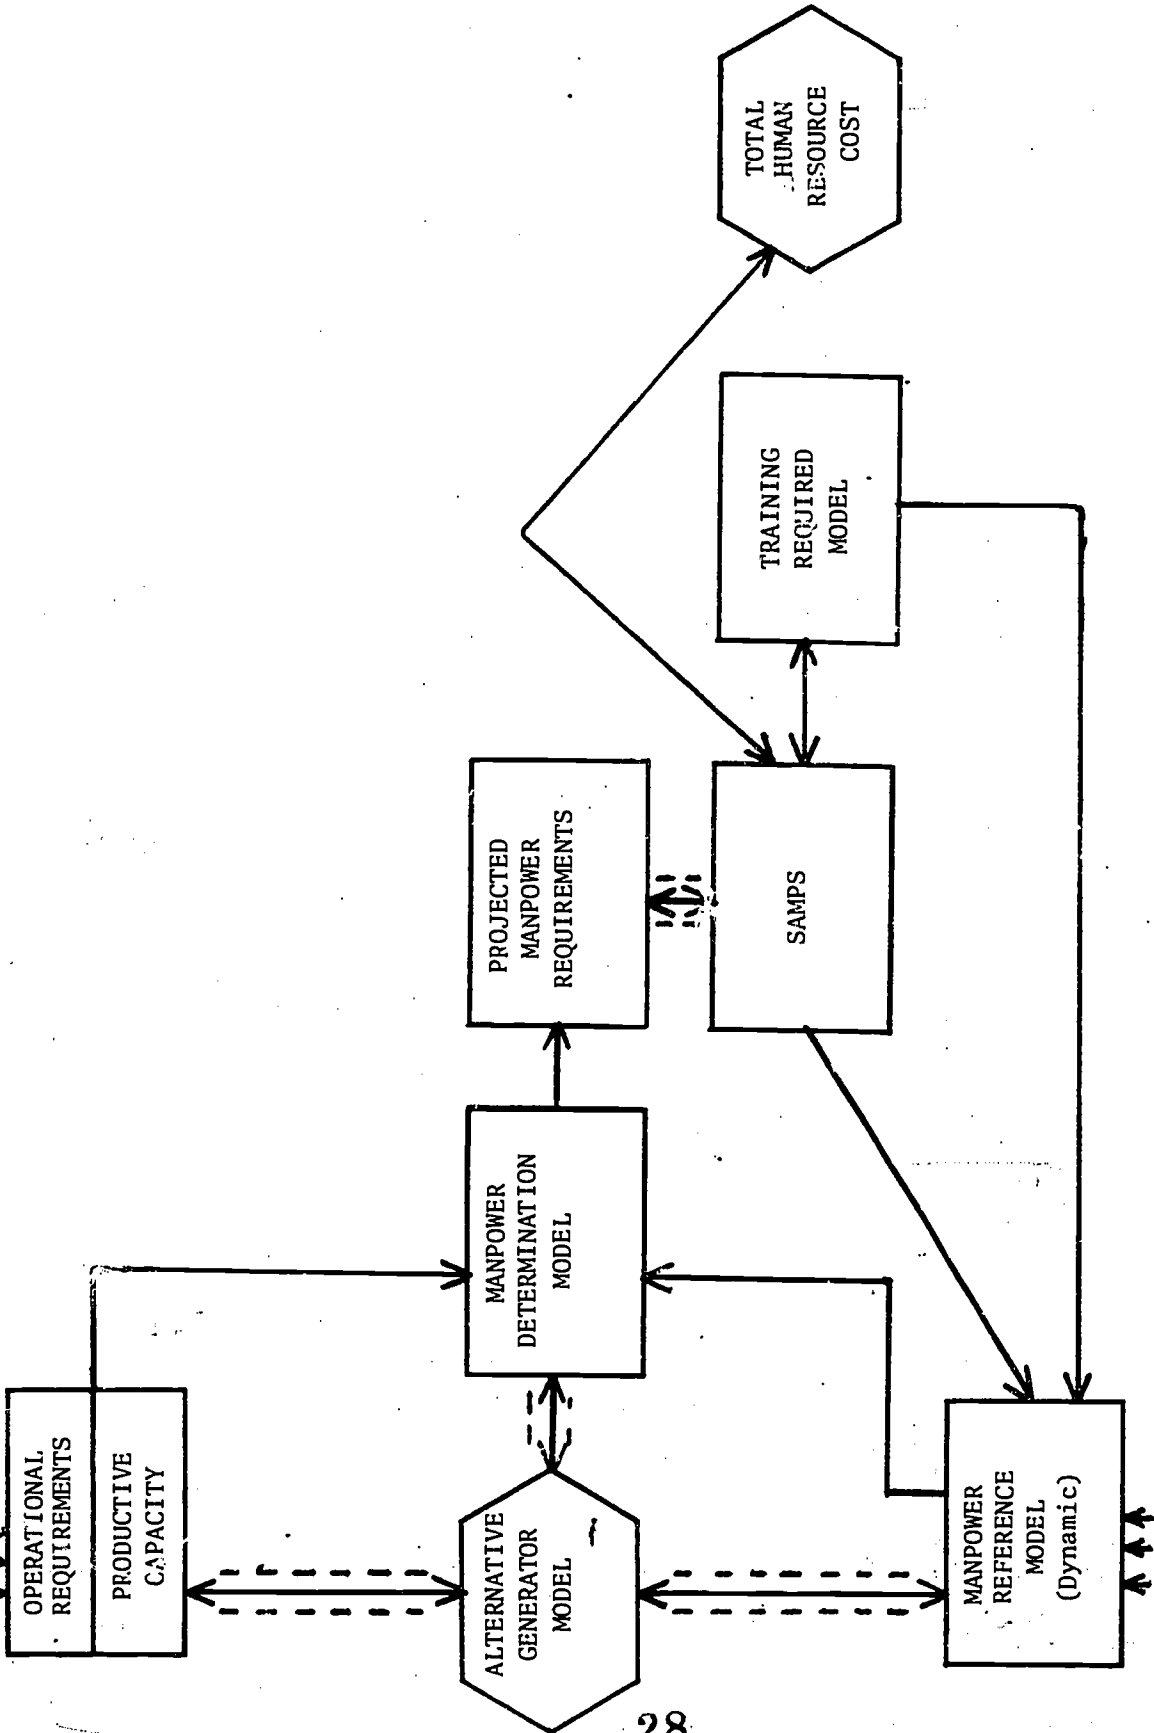 OPERATIONAL
REQUIREMENTS
PRODUCTIVE
CAPACITY
ALTERNATIVE
GENERATOR
MODEL
MANPOWER
REFERENCE
MODEL
(Dynamic)
MANPOWER
DETERMINATION
MODEL
PROJECTED
MANPOWER
REQUIREMENTS
SAMPS
TRAINING
REQUIRED
MODEL
TOTAL
HUMAN
RESOURCE
COST
28